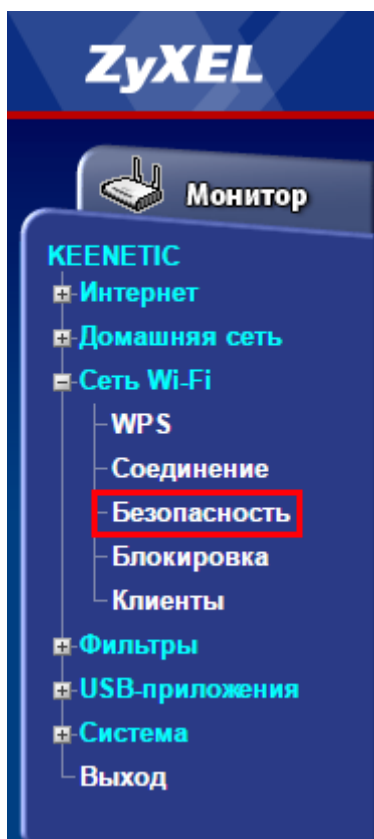 ZyXEL
Монитор
KEENETIC
Интернет
Домашняя сеть
Сеть Wi-Fi
WPS
Соединение
Безопасность
Блокировка
Клиенты
Фильтры
USB-приложения
Система
Выход